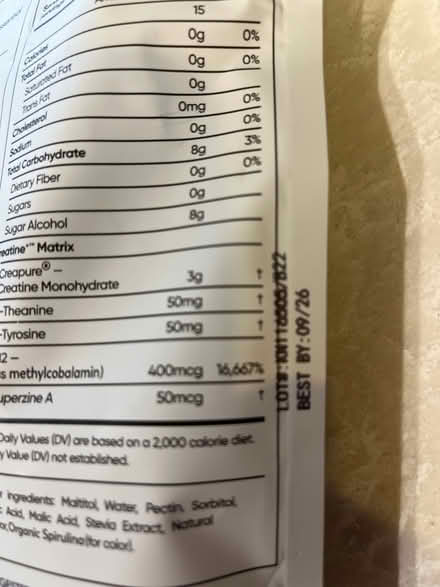 15
Calories
0g 0%
Total Fat
0g 0%
Saturated Fat
0g
Trans Fat
0mg 0%
Cholesterol
0g 0%
Sodium
8g 3%
Total Carbohydrate
0g 0%
Dietary Fiber
0g
Sugars
8g
Sugar Alcohol
Matrix
Creapure® –
Creatine Monohydrate 3g †
-Theanine 50mg †
-Tyrosine 50mg †
12 –
s methylcobalamin) 400mcg 16,667%
uperzine A 50mcg †
Daily Values (DV) are based on a 2,000 calorie diet.
y Value (DV) not established.
r Ingredients: Maltitol, Water, Pectin, Sorbitol,
c Acid, Malic Acid, Stevia Extract, Natural
or, Organic Spirulina (for color).
BEST BY:09/26